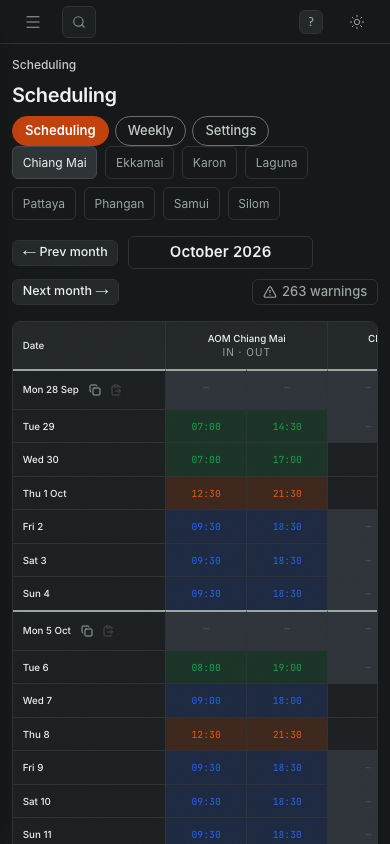 ?
Scheduling
Scheduling
Scheduling Weekly Settings
Chiang Mai Ekkamai Karon Laguna
Pattaya Phangan Samui Silom
← Prev month October 2026
Next month → 263 warnings
Date AOM Chiang Mai
IN · OUT
Mon 28 Sep — — —
Tue 29 07:00 14:30 —
Wed 30 07:00 17:00
Thu 1 Oct 12:30 21:30
Fri 2 09:30 18:30 —
Sat 3 09:30 18:30 —
Sun 4 09:30 18:30 —
Mon 5 Oct — — —
Tue 6 08:00 19:00 —
Wed 7 09:00 18:00
Thu 8 12:30 21:30
Fri 9 09:30 18:30 —
Sat 10 09:30 18:30 —
Sun 11 09:30 18:30 —